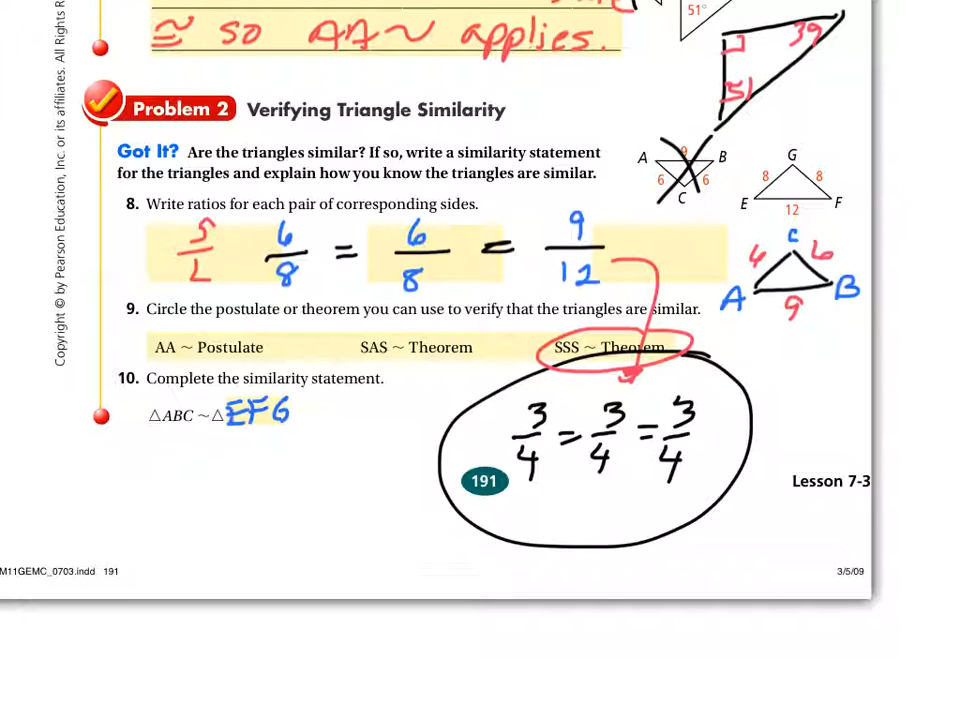 ≅ so AA~ applies.
51°
39
51
Problem 2 Verifying Triangle Similarity
Got It? Are the triangles similar? If so, write a similarity statement
for the triangles and explain how you know the triangles are similar.
A 9 B
6 6
C
G
8 8
E 12 F
8. Write ratios for each pair of corresponding sides.
S/L 6/8 = 6/8 = 9/12
C
6 6
A 9 B
9. Circle the postulate or theorem you can use to verify that the triangles are similar.
AA ~ Postulate SAS ~ Theorem SSS ~ Theorem
10. Complete the similarity statement.
△ABC ~ △EFG
3/4 = 3/4 = 3/4
191 Lesson 7-3
M11GEMC_0703.indd 191 3/5/09
Copyright © by Pearson Education, Inc. or its affiliates. All Rights R